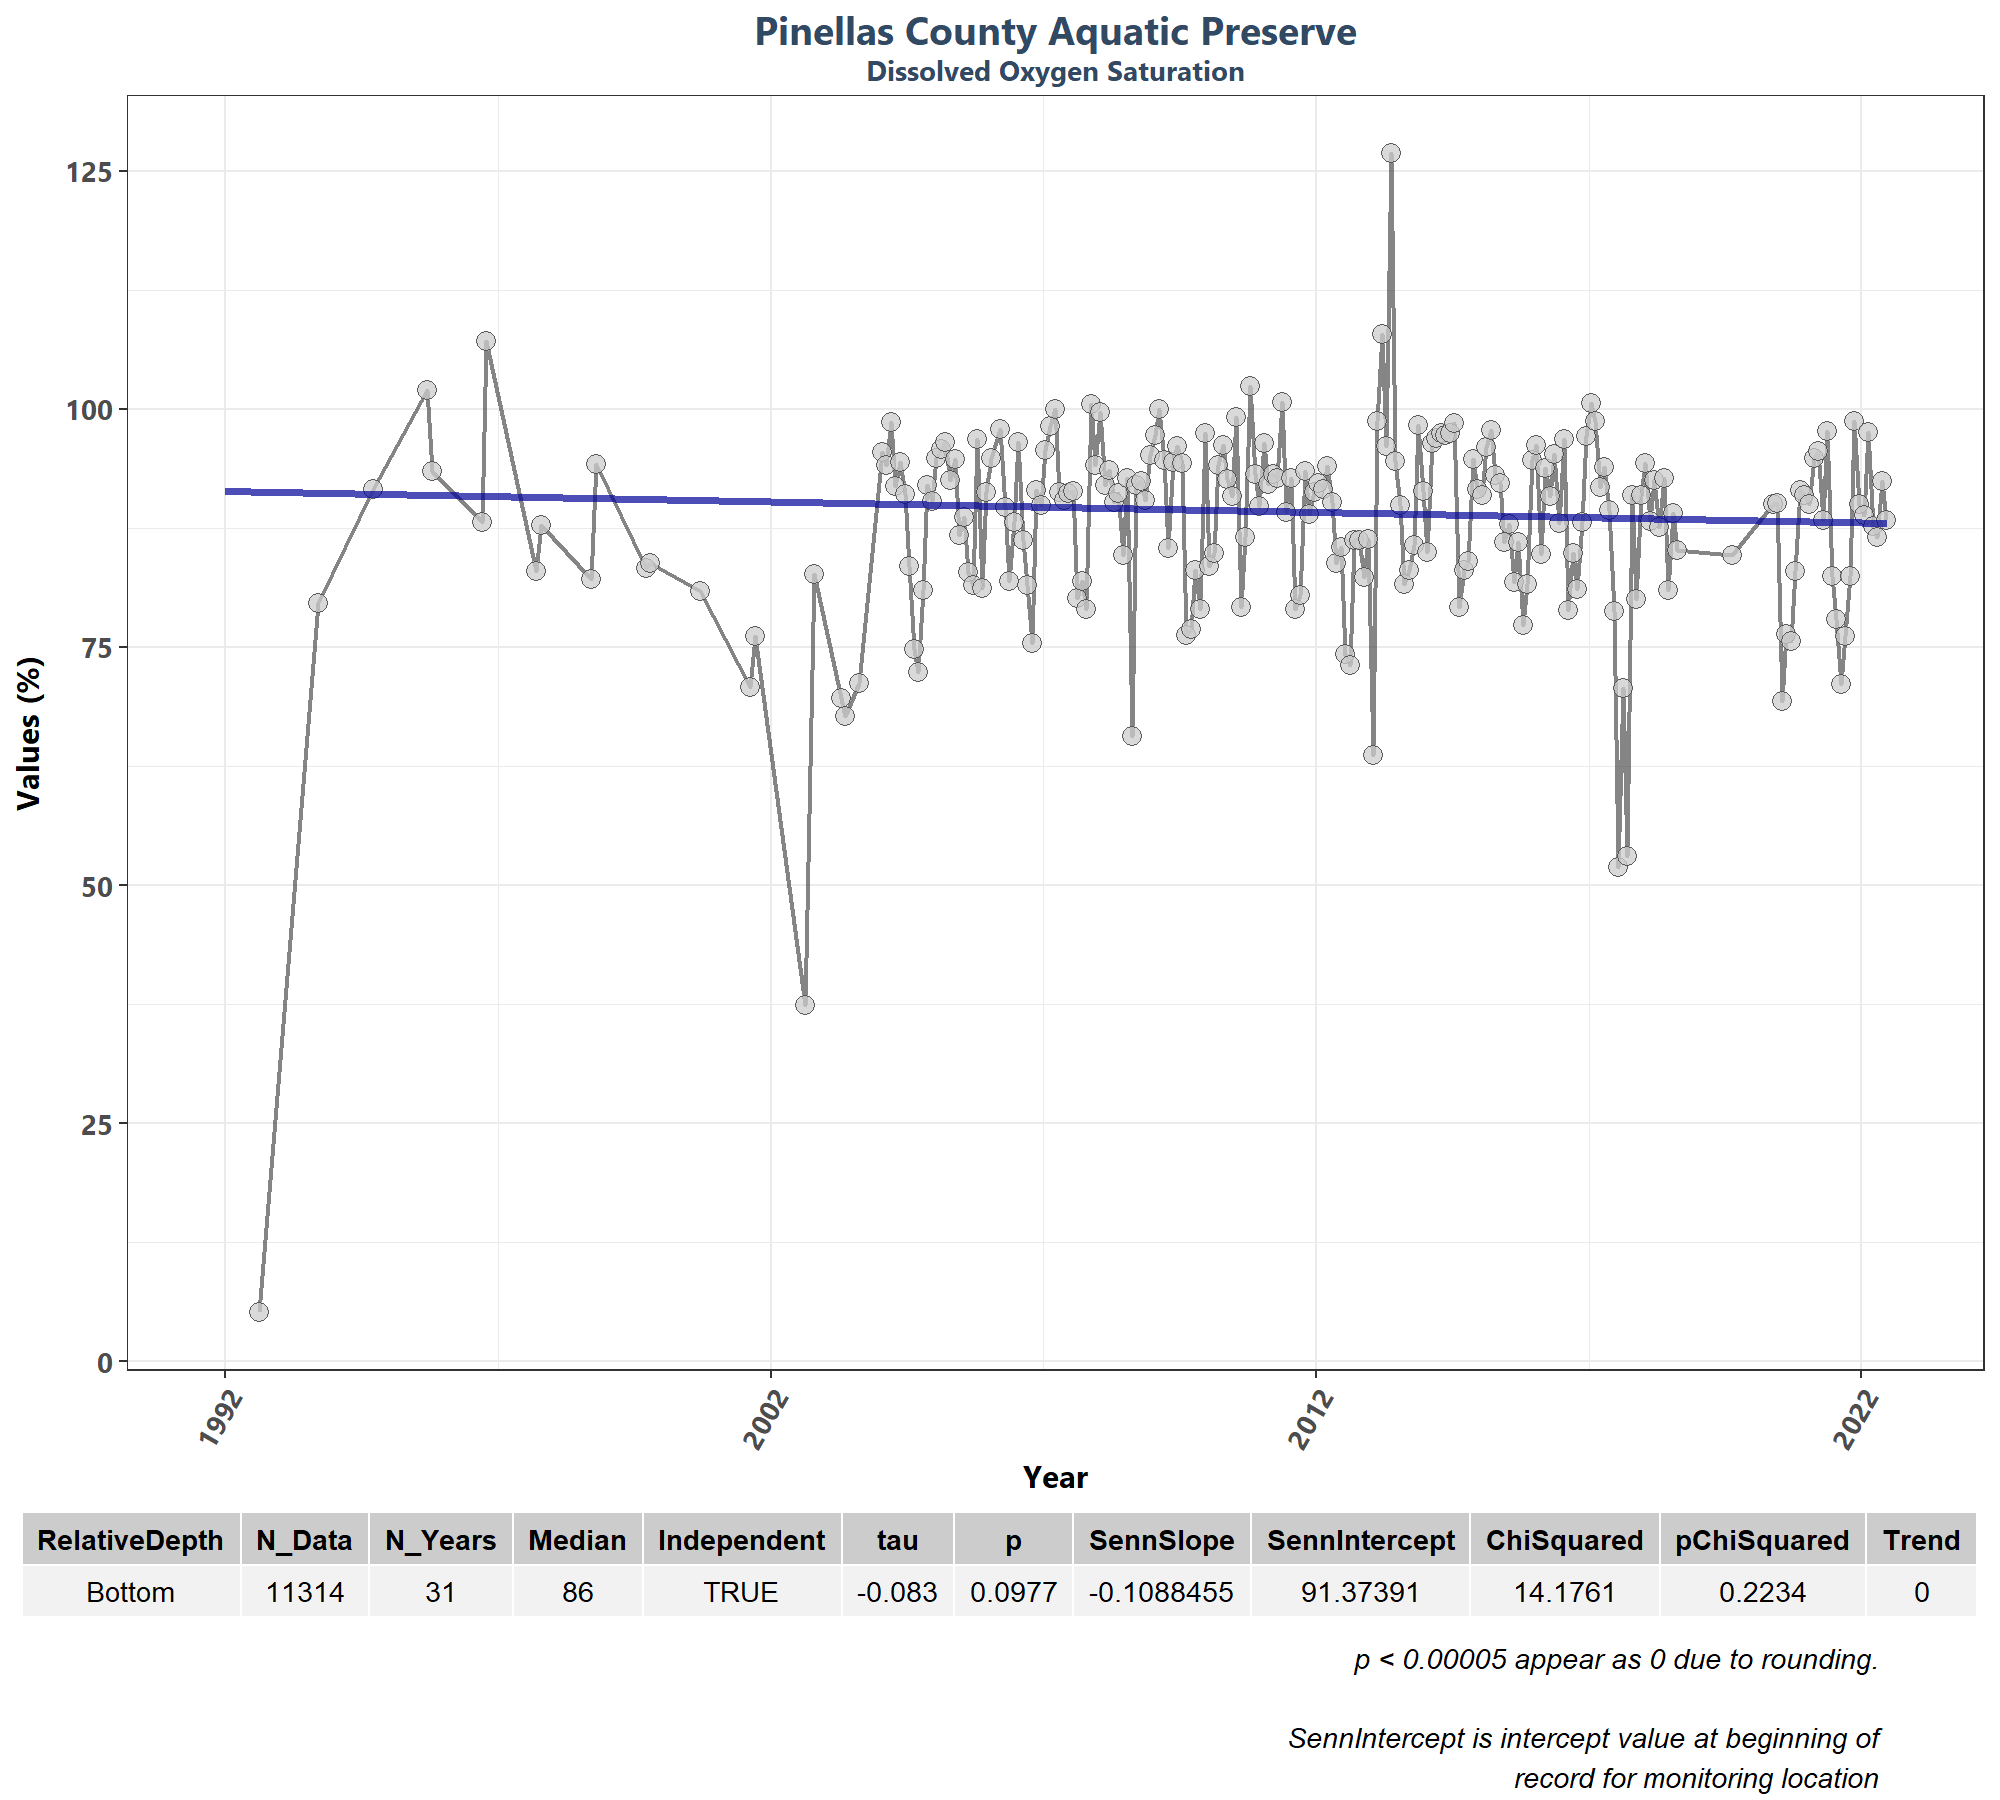 Pinellas County Aquatic Preserve
Dissolved Oxygen Saturation
Values (%)
125
100
75
50
25
0
1992
2002
2012
2022
Year
RelativeDepth N_Data N_Years Median Independent tau p SennSlope SennIntercept ChiSquared pChiSquared Trend
Bottom 11314 31 86 TRUE -0.083 0.0977 -0.1088455 91.37391 14.1761 0.2234 0
p < 0.00005 appear as 0 due to rounding.
SennIntercept is intercept value at beginning of
record for monitoring location